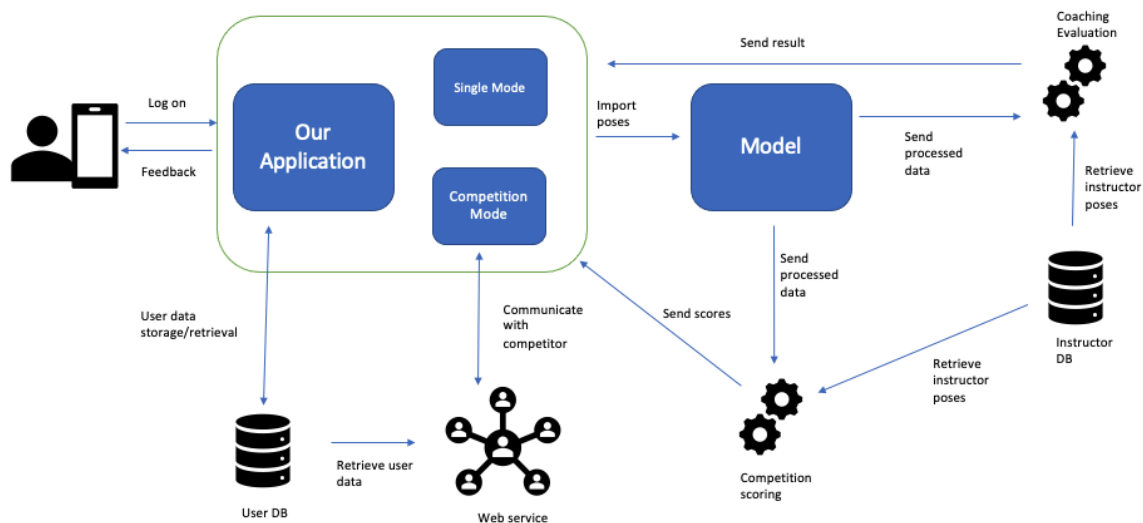 Coaching
Evaluation
Send result
Single Mode
Log on
Our
Application
Import
poses
Model
Feedback
Send
processed
data
Competition
Mode
Retrieve
instructor
poses
Send
processed
data
User data
storage/retrieval
Communicate
with
competitor
Send scores
Instructor
DB
Retrieve
instructor
poses
Retrieve user
data
Competition
scoring
User DB
Web service